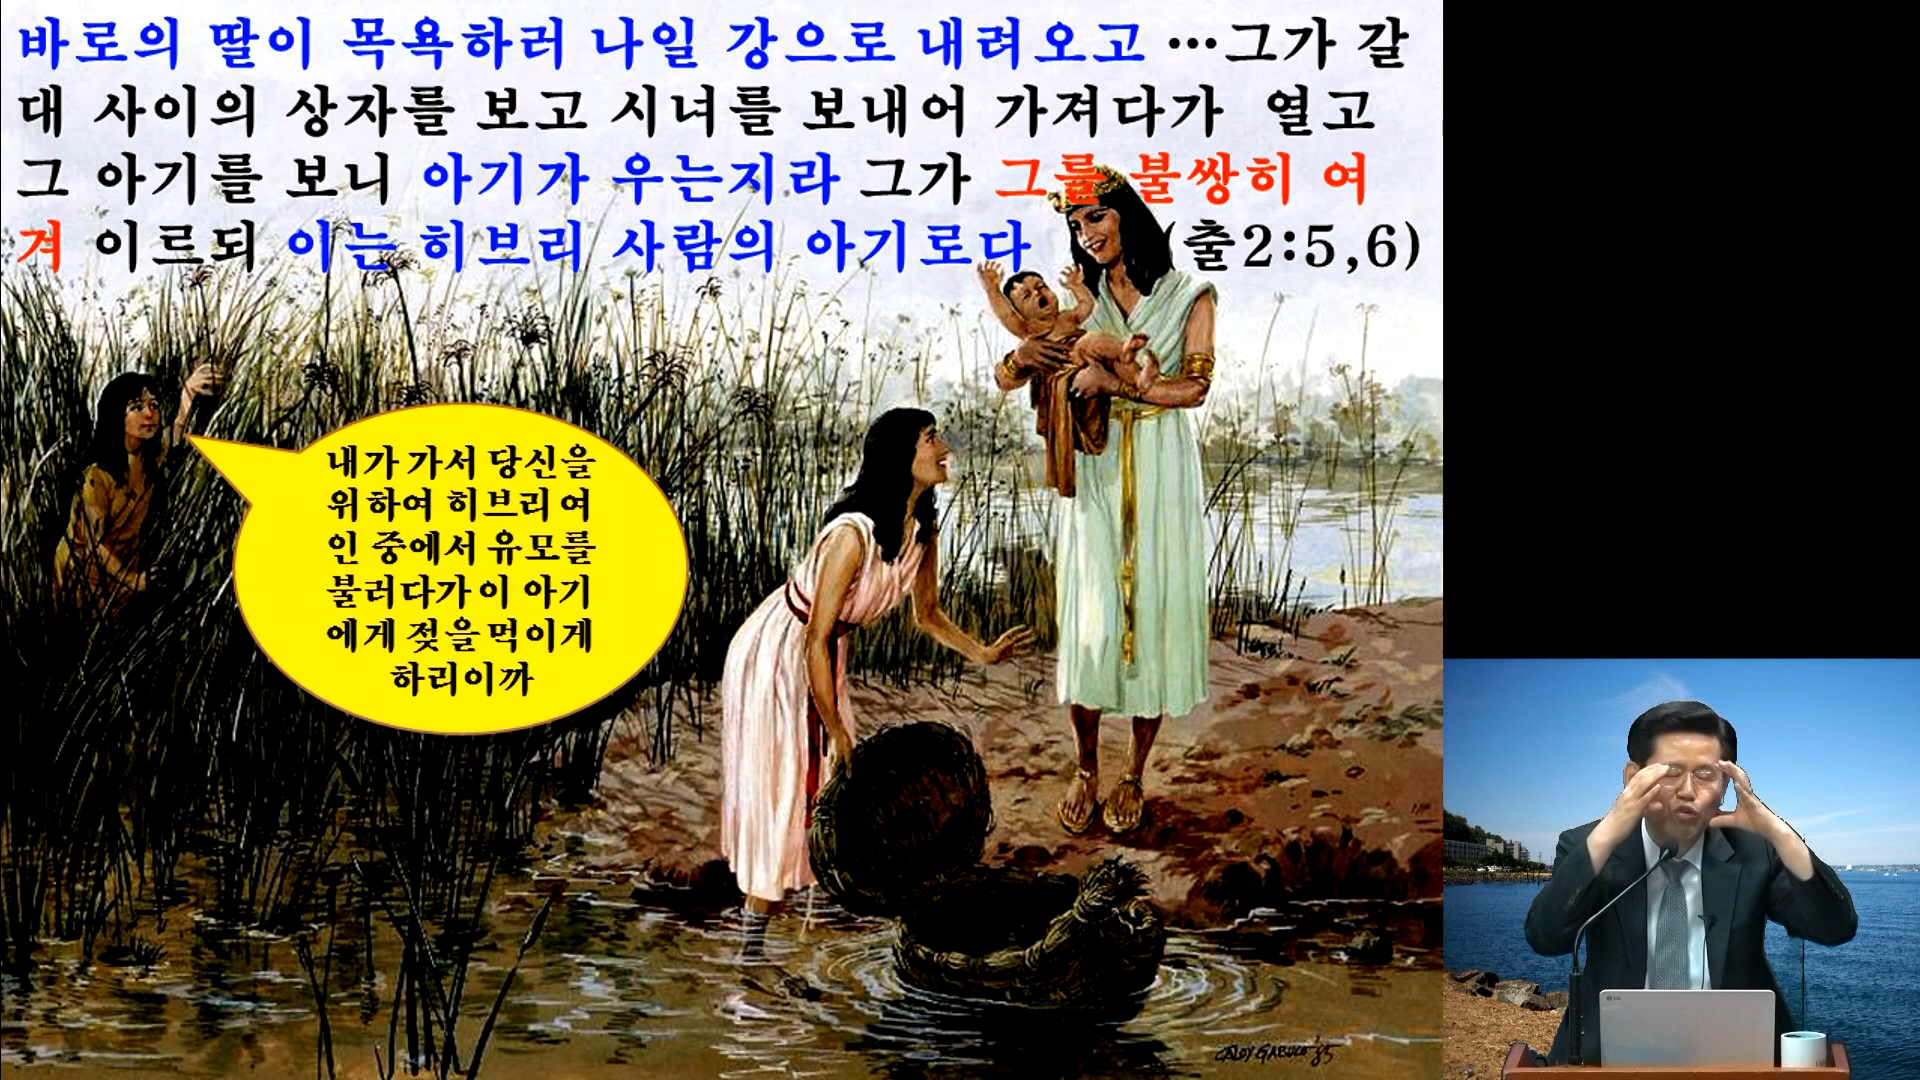 바로의 딸이 목욕하러 나일 강으로 내려오고 …그가 갈
대 사이의 상자를 보고 시녀를 보내어 가져다가 열고
그 아기를 보니 아기가 우는지라 그가 그를 불쌍히 여
겨 이르되 이는 히브리 사람의 아기로다 (출2:5,6)
내가 가서 당신을
위하여 히브리 여
인 중에서 유모를
불러다가 이 아기
에게 젖을 먹이게
하리이까
CALOY GABUCO '85
LG